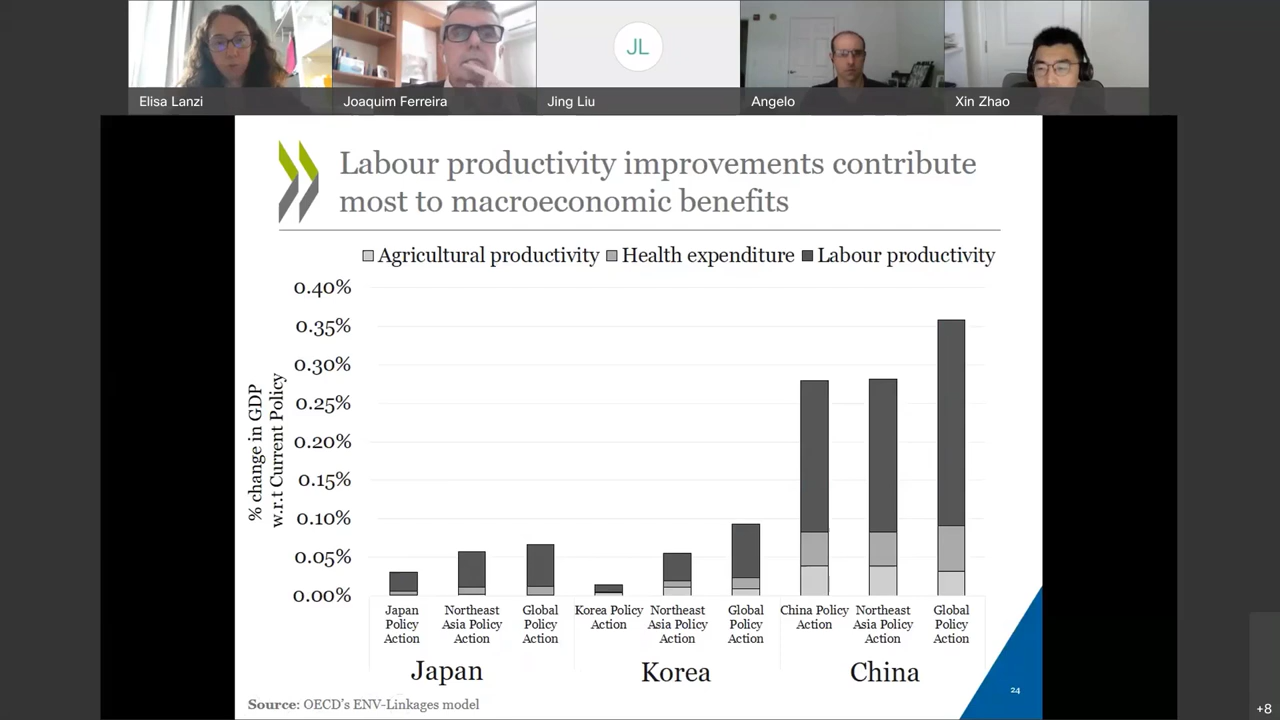 Elisa Lanzi
Joaquim Ferreira
JL
Jing Liu
Angelo
Xin Zhao
Labour productivity improvements contribute
most to macroeconomic benefits
Agricultural productivity Health expenditure Labour productivity
0.40%
0.35%
0.30%
0.25%
0.20%
0.15%
0.10%
0.05%
0.00%
% change in GDP
w.r.t Current Policy
Japan
Policy
Action
Northeast
Asia Policy
Action
Global
Policy
Action
Korea Policy
Action
Northeast
Asia Policy
Action
Global
Policy
Action
China Policy
Action
Northeast
Asia Policy
Action
Global
Policy
Action
Japan
Korea
China
Source: OECD's ENV-Linkages model
24
+8